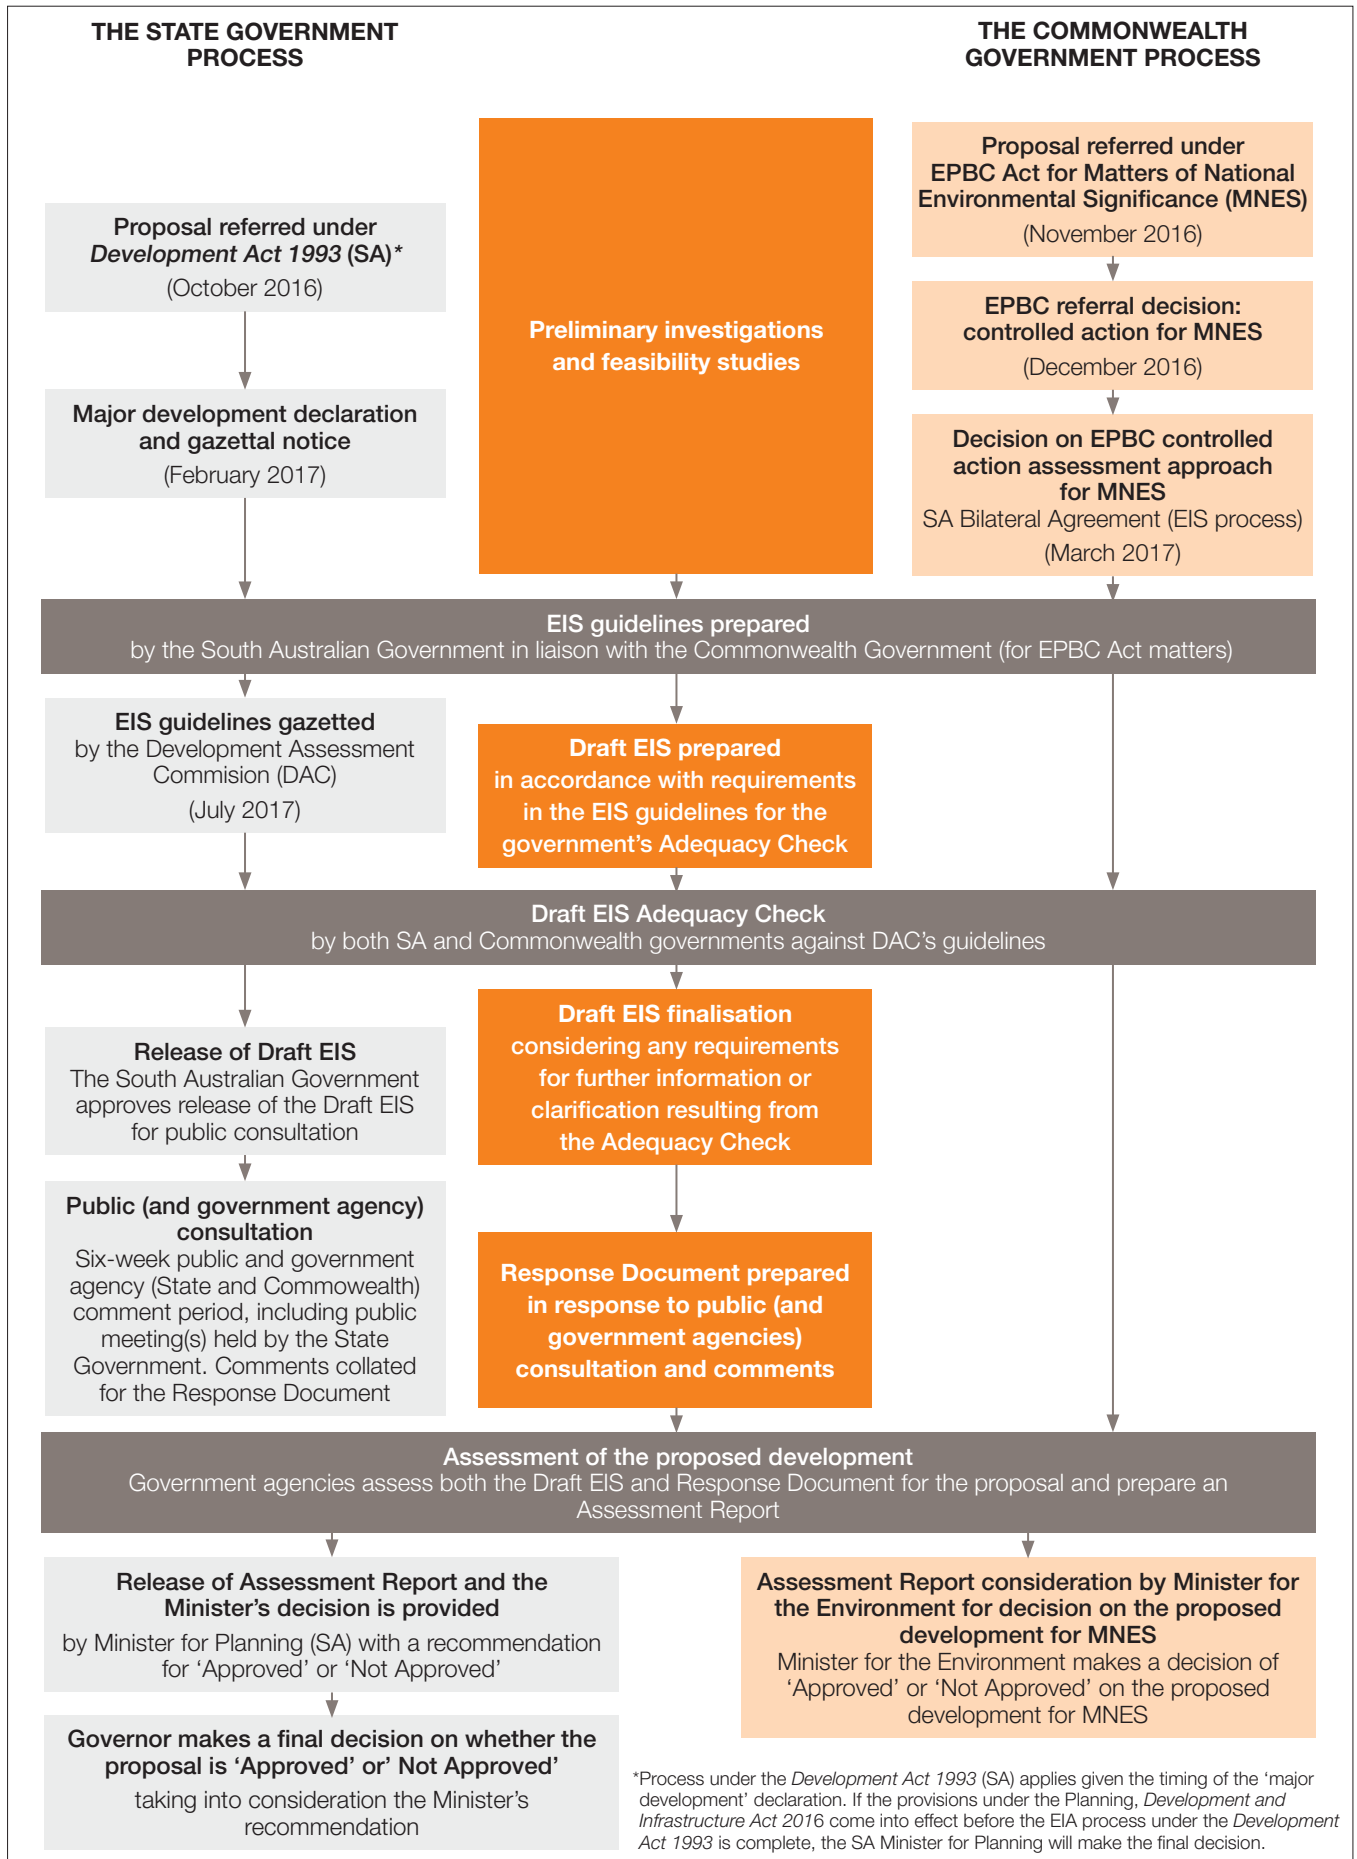 THE STATE GOVERNMENT
PROCESS
THE COMMONWEALTH
GOVERNMENT PROCESS
Proposal referred under
Development Act 1993 (SA)*
(October 2016)
Major development declaration
and gazettal notice
(February 2017)
Preliminary investigations
and feasibility studies
Proposal referred under
EPBC Act for Matters of National
Environmental Significance (MNES)
(November 2016)
EPBC referral decision:
controlled action for MNES
(December 2016)
Decision on EPBC controlled
action assessment approach
for MNES
SA Bilateral Agreement (EIS process)
(March 2017)
EIS guidelines prepared
by the South Australian Government in liaison with the Commonwealth Government (for EPBC Act matters)
EIS guidelines gazetted
by the Development Assessment
Commision (DAC)
(July 2017)
Draft EIS prepared
in accordance with requirements
in the EIS guidelines for the
government's Adequacy Check
Draft EIS Adequacy Check
by both SA and Commonwealth governments against DAC's guidelines
Release of Draft EIS
The South Australian Government
approves release of the Draft EIS
for public consultation
Public (and government agency)
consultation
Six-week public and government
agency (State and Commowealth)
comment period, including public
meeting(s) held by the State
Government. Comments collated
for the Response Document
Draft EIS finalisation
considering any requirements
for further information or
clarification resulting from
the Adequacy Check
Response Document prepared
in response to public (and
government agencies)
consultation and comments
Assessment of the proposed development
Government agencies assess both the Draft EIS and Response Document for the proposal and prepare an
Assessment Report
Release of Assessment Report and the
Minister's decision is provided
by Minister for Planning (SA) with a recommendation
for 'Approved' or 'Not Approved'
Governor makes a final decision on whether the
proposal is 'Approved' or' Not Approved'
taking into consideration the Minister's
recommendation
Assessment Report consideration by Minister for
the Environment for decision on the proposed
development for MNES
Minister for the Environment makes a decision of
'Approved' or 'Not Approved' on the proposed
development for MNES
*Process under the Development Act 1993 (SA) applies given the timing of the 'major
development' declaration. If the provisions under the Planning, Development and
Infrastructure Act 2016 come into effect before the EIA process under the Development
Act 1993 is complete, the SA Minister for Planning will make the final decision.